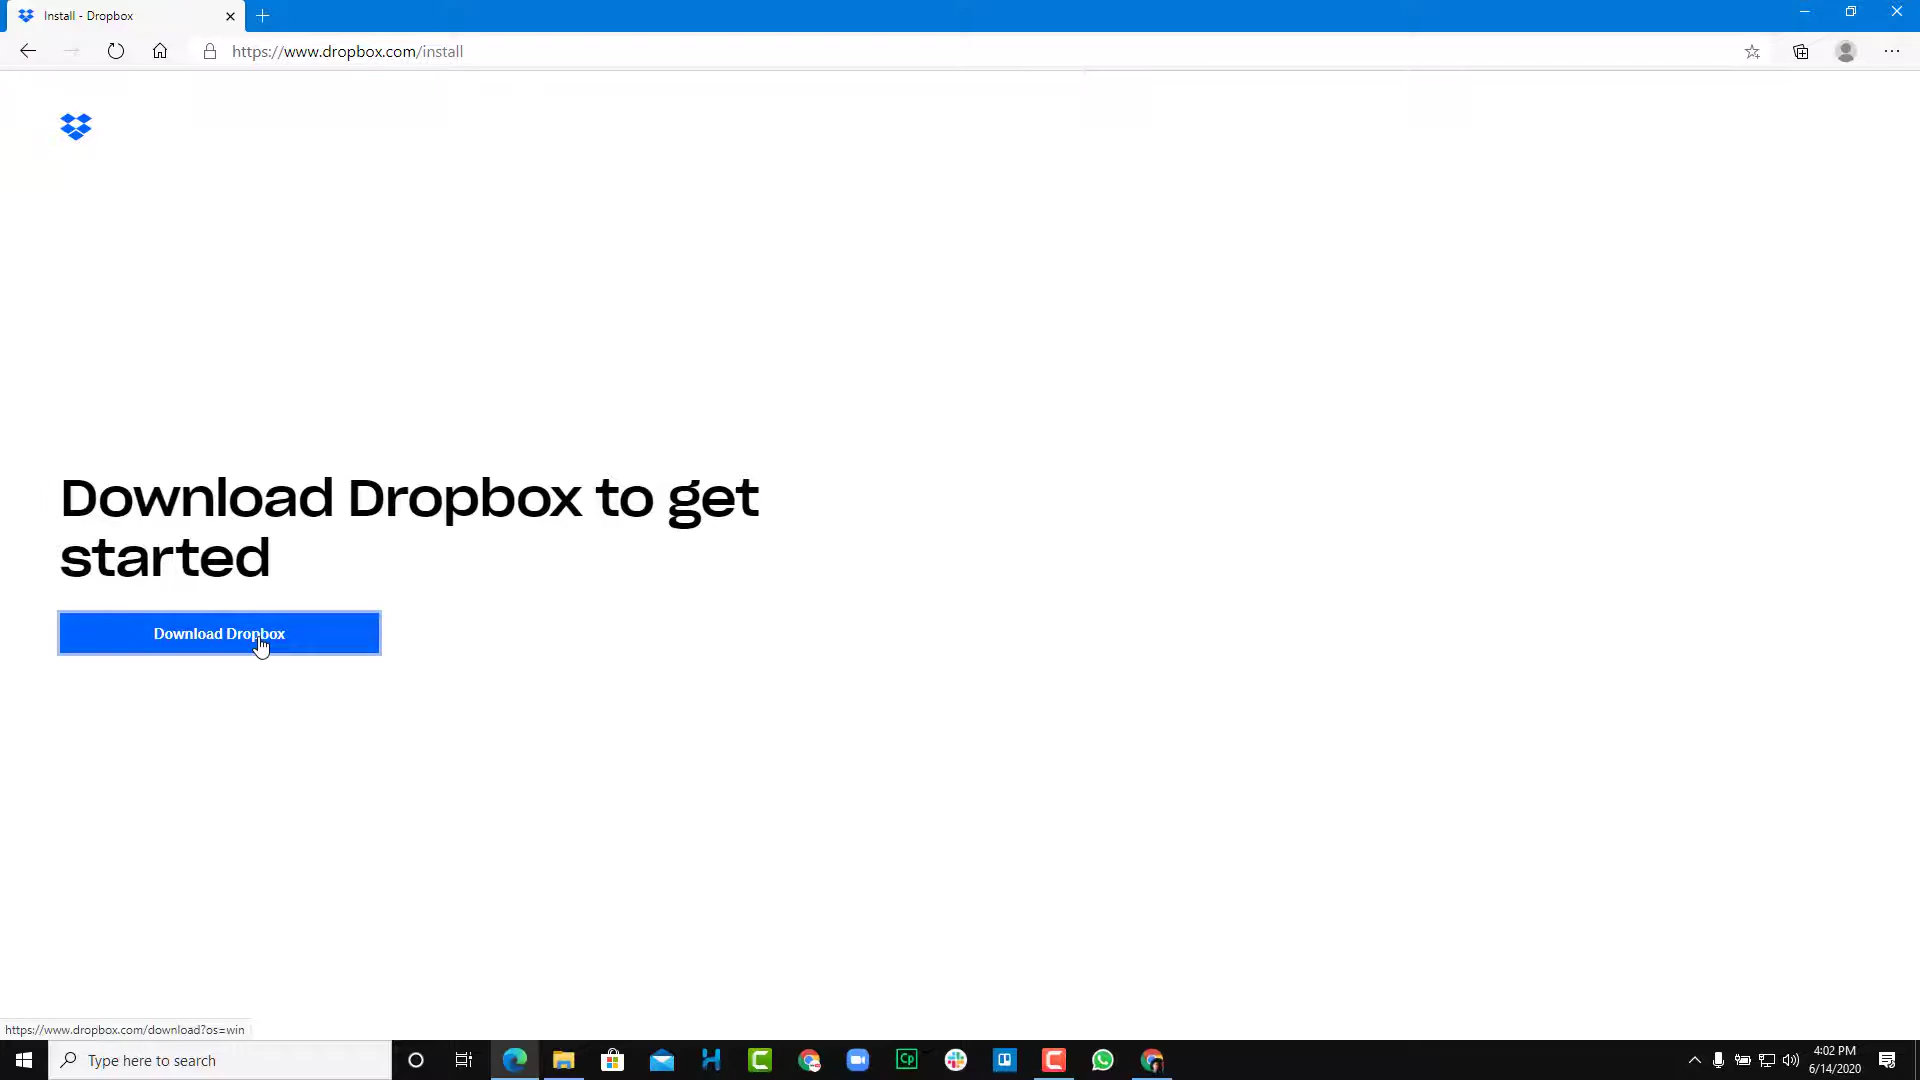 Install - Dropbox
https://www.dropbox.com/install
Download Dropbox to get
started
Download Dropbox
https://www.dropbox.com/download?os=win
Type here to search
Cp
4:02 PM
6/14/2020